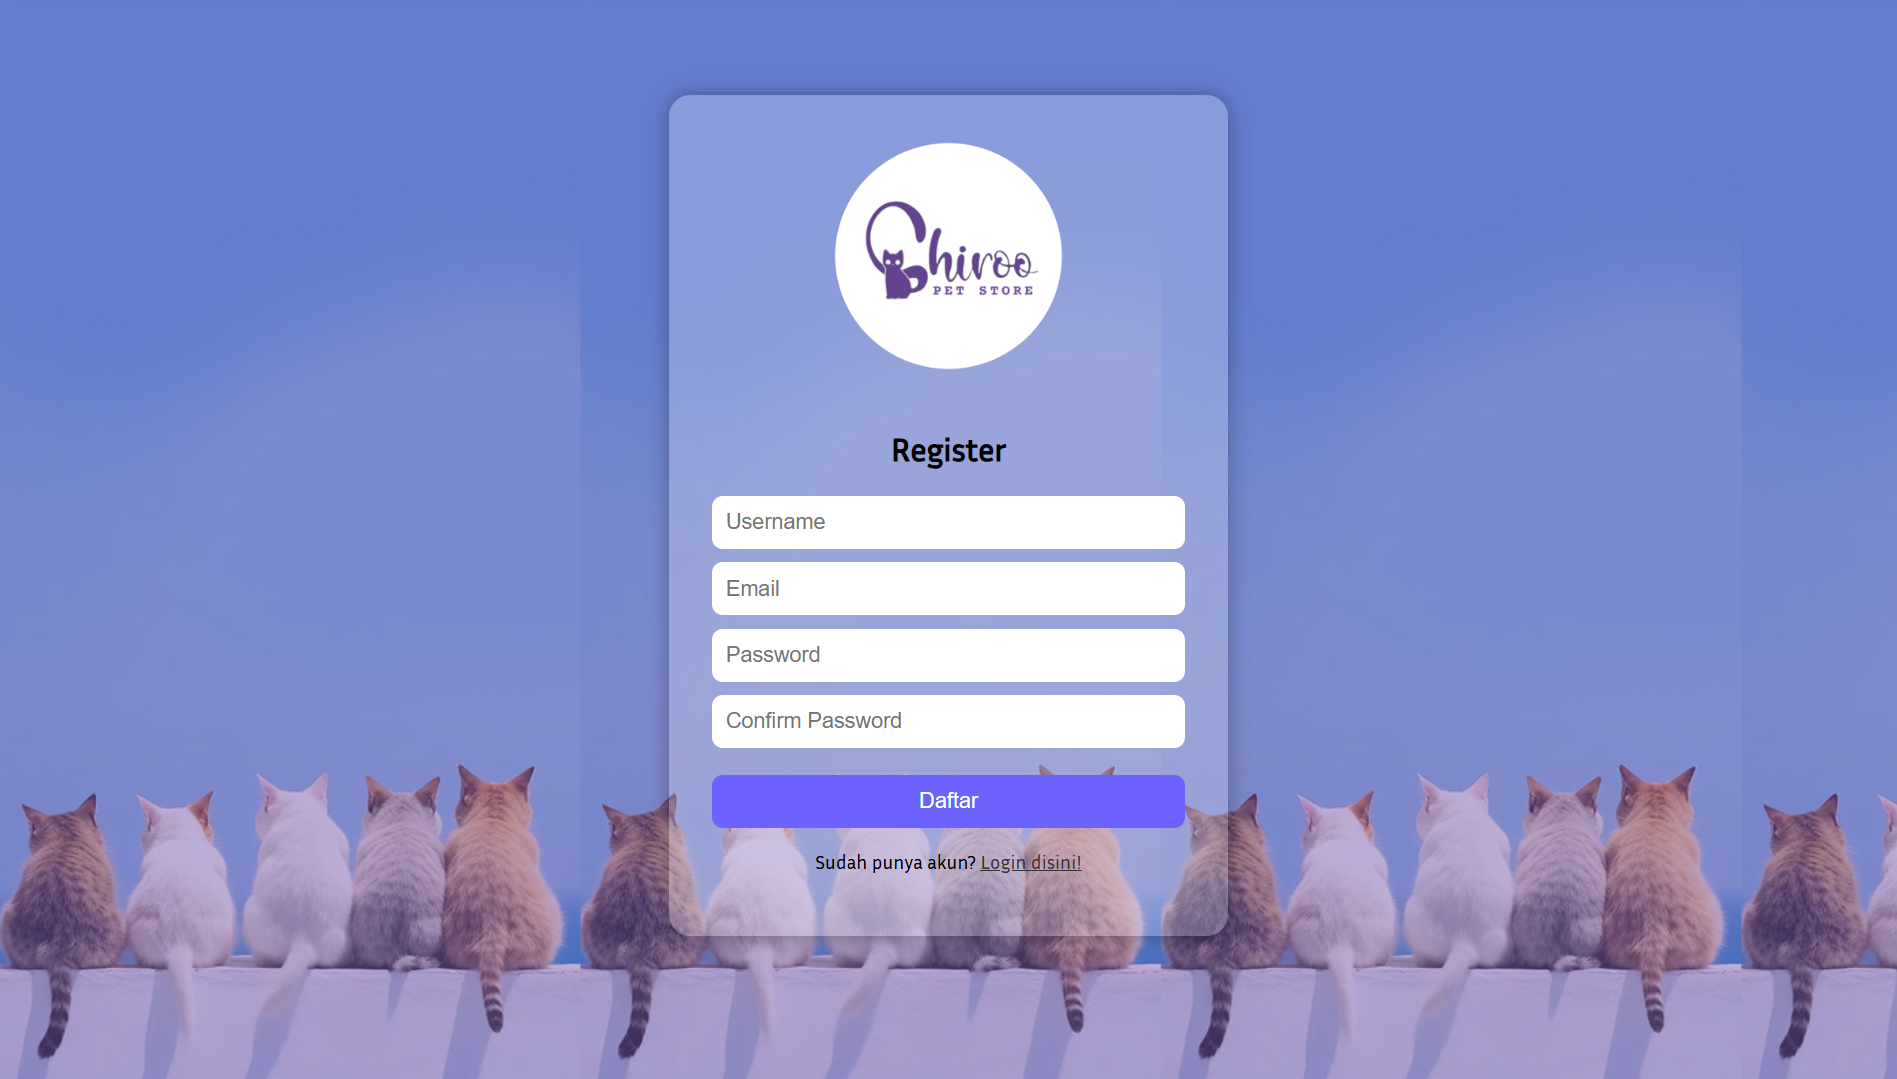 Chiroo
PET STORE
Register
Username
Email
Password
Confirm Password
Daftar
Sudah punya akun? Login disini!